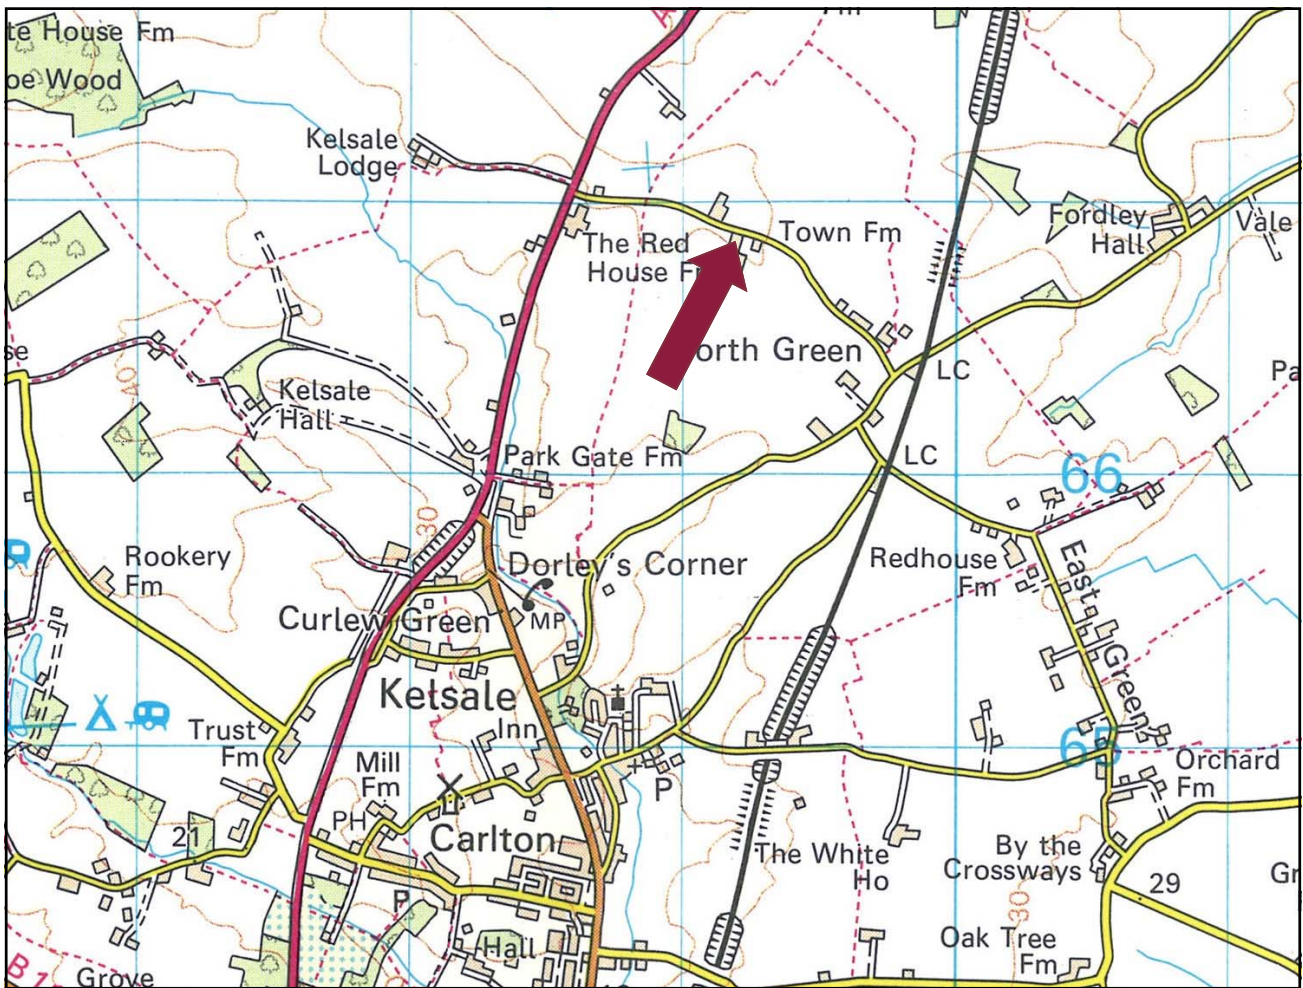 te House Fm
oe Wood
Kelsale
Lodge
The Red
House F
Town Fm
Fordley
Hall
Vale
se
40
Kelsale
Hall
orth Green
LC
Pa
Park Gate Fm
LC
66
30
Rookery
Fm
Dorley's Corner
Redhouse
Fm
East
Green
Curlew Green
MP
Kelsale
Inn
Trust
Fm
Mill
Fm
P
65
Orchard
Fm
PH
21
Carlton
The White
Ho
By the
Crossways
29
Gr
30
P
Hall
Oak Tree
Fm
B1
Grove